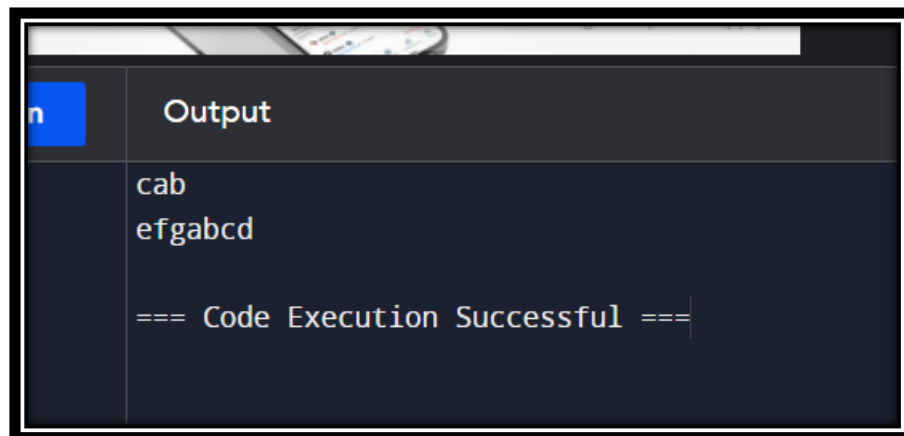 n
Output
cab
efgabcd
=== Code Execution Successful ===